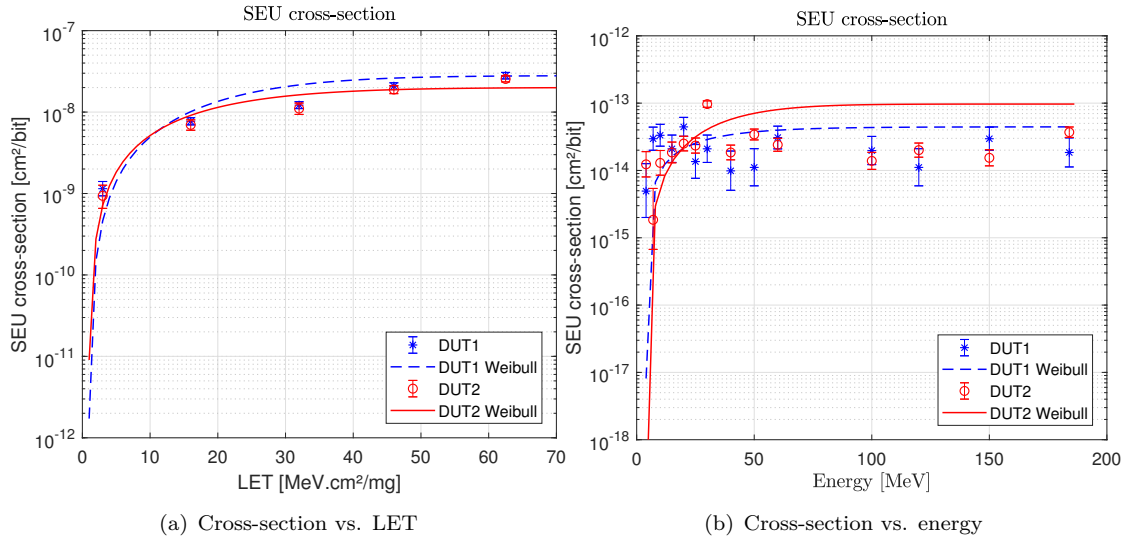 SEU cross-section
SEU cross-section [cm²/bit]
10⁻⁷
10⁻⁸
10⁻⁹
10⁻¹⁰
10⁻¹¹
10⁻¹²
0 10 20 30 40 50 60 70
LET [MeV.cm²/mg]
DUT1
DUT1 Weibull
DUT2
DUT2 Weibull
(a) Cross-section vs. LET
SEU cross-section
SEU cross-section [cm²/bit]
10⁻¹²
10⁻¹³
10⁻¹⁴
10⁻¹⁵
10⁻¹⁶
10⁻¹⁷
10⁻¹⁸
0 50 100 150 200
Energy [MeV]
DUT1
DUT1 Weibull
DUT2
DUT2 Weibull
(b) Cross-section vs. energy